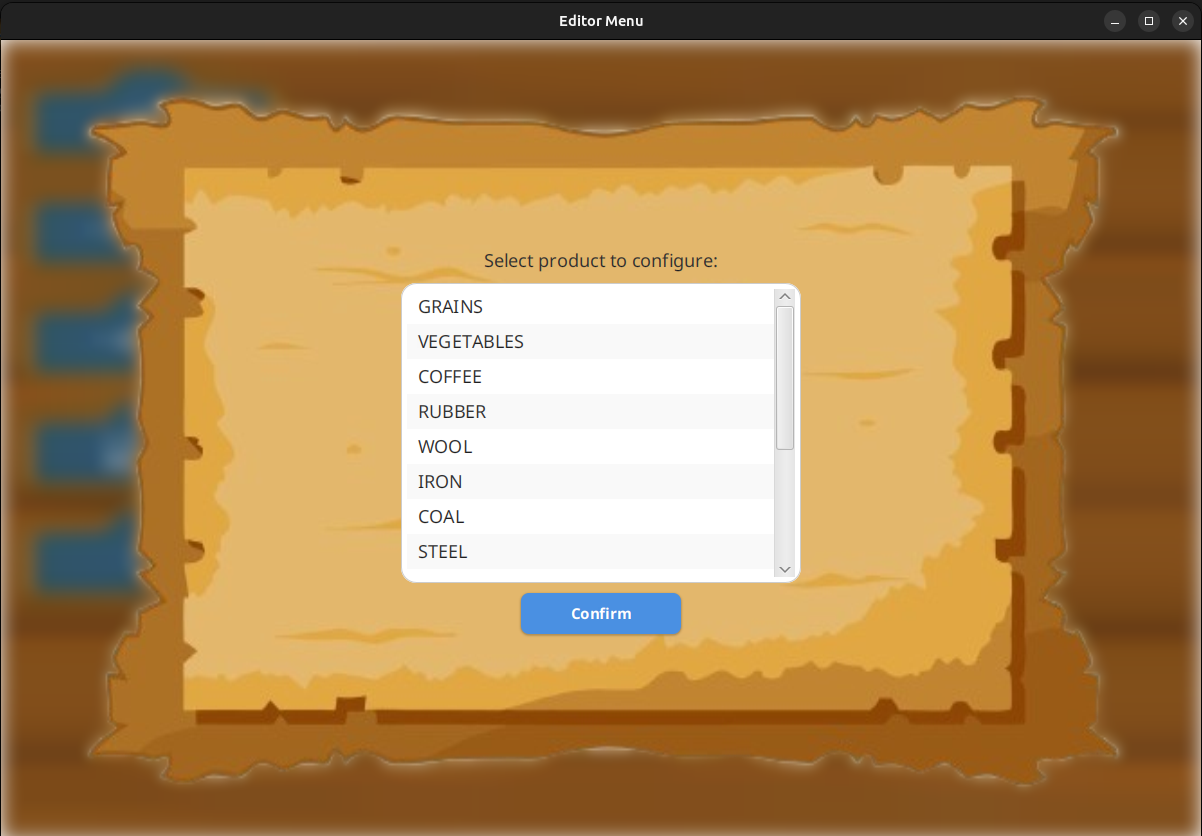 Editor Menu
Select product to configure:
GRAINS
VEGETABLES
COFFEE
RUBBER
WOOL
IRON
COAL
STEEL
Confirm